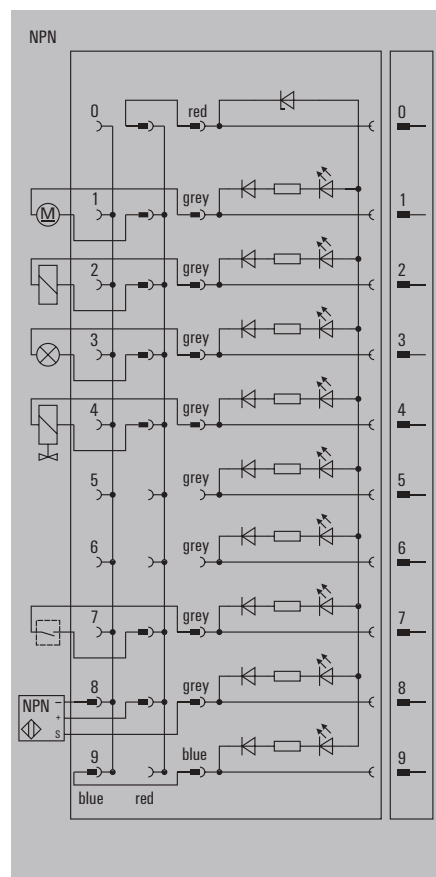 NPN
0 red 0
1 grey 1
M
2 grey 2
3 grey 3
4 grey 4
5 grey 5
6 grey 6
7 grey 7
8 grey 8
NPN –
+
s
9 blue 9
blue red